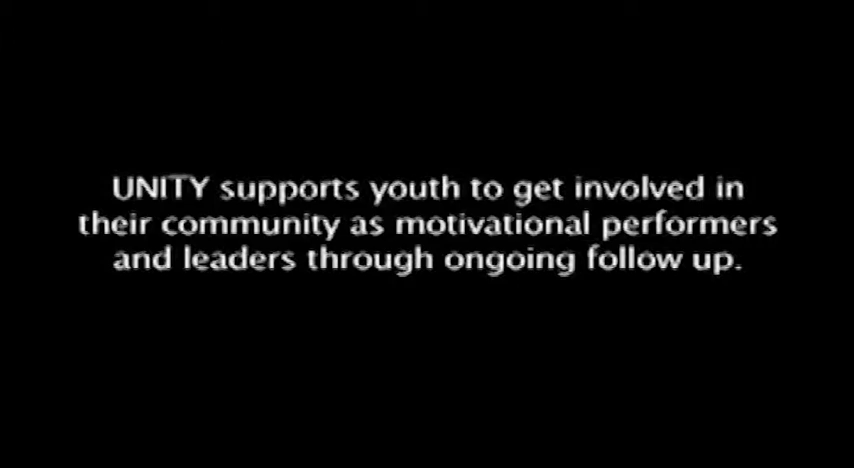 UNITY supports youth to get involved in
their community as motivational performers
and leaders through ongoing follow up.